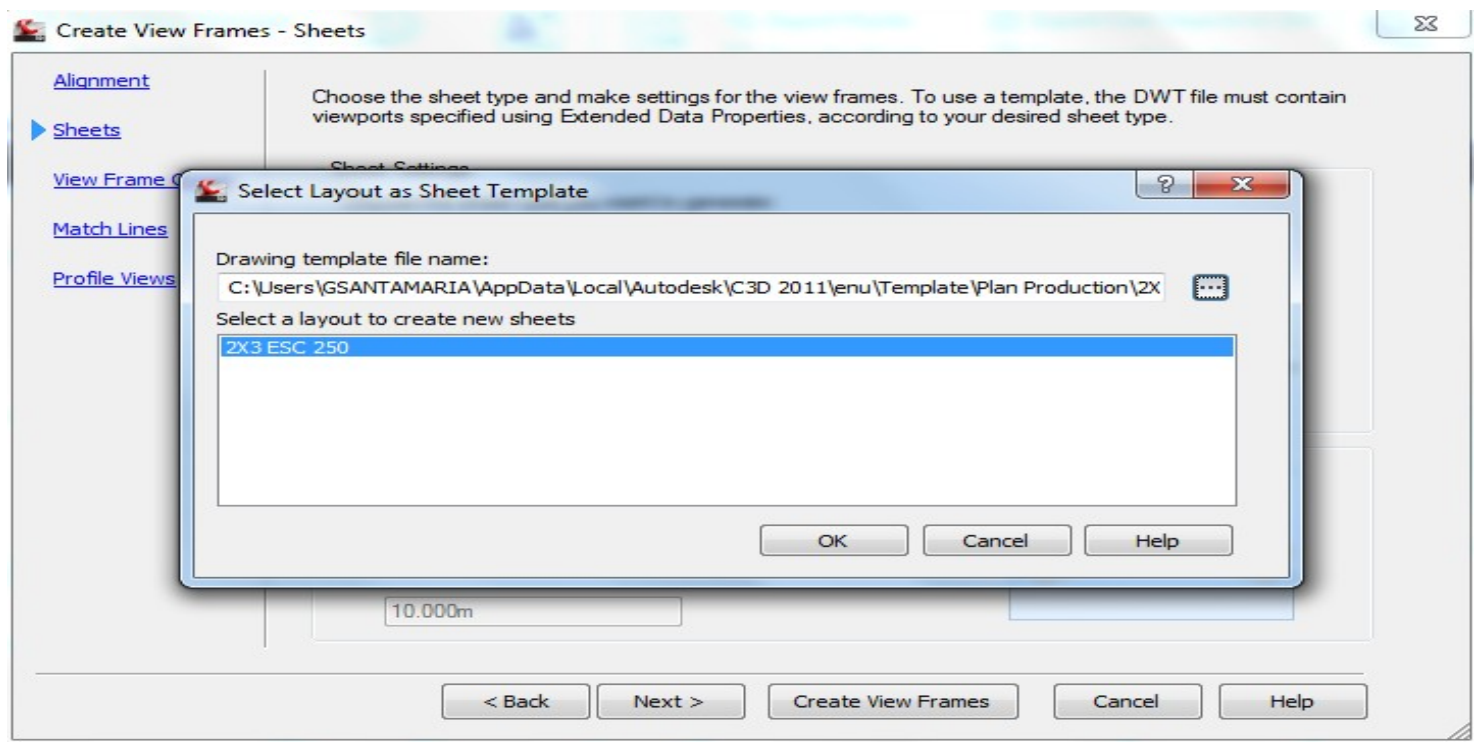 Create View Frames - Sheets
Alignment
Sheets
View Frame
Match Lines
Profile Views
Choose the sheet type and make settings for the view frames. To use a template, the DWT file must contain
viewports specified using Extended Data Properties, according to your desired sheet type.
Sheet Settings
Select Layout as Sheet Template
Drawing template file name:
C:\Users\GSANTAMARIA\AppData\Local\Autodesk\C3D 2011\enu\Template\Plan Production\2X
Select a layout to create new sheets
2X3 ESC 250
OK
Cancel
Help
10.000m
< Back
Next >
Create View Frames
Cancel
Help